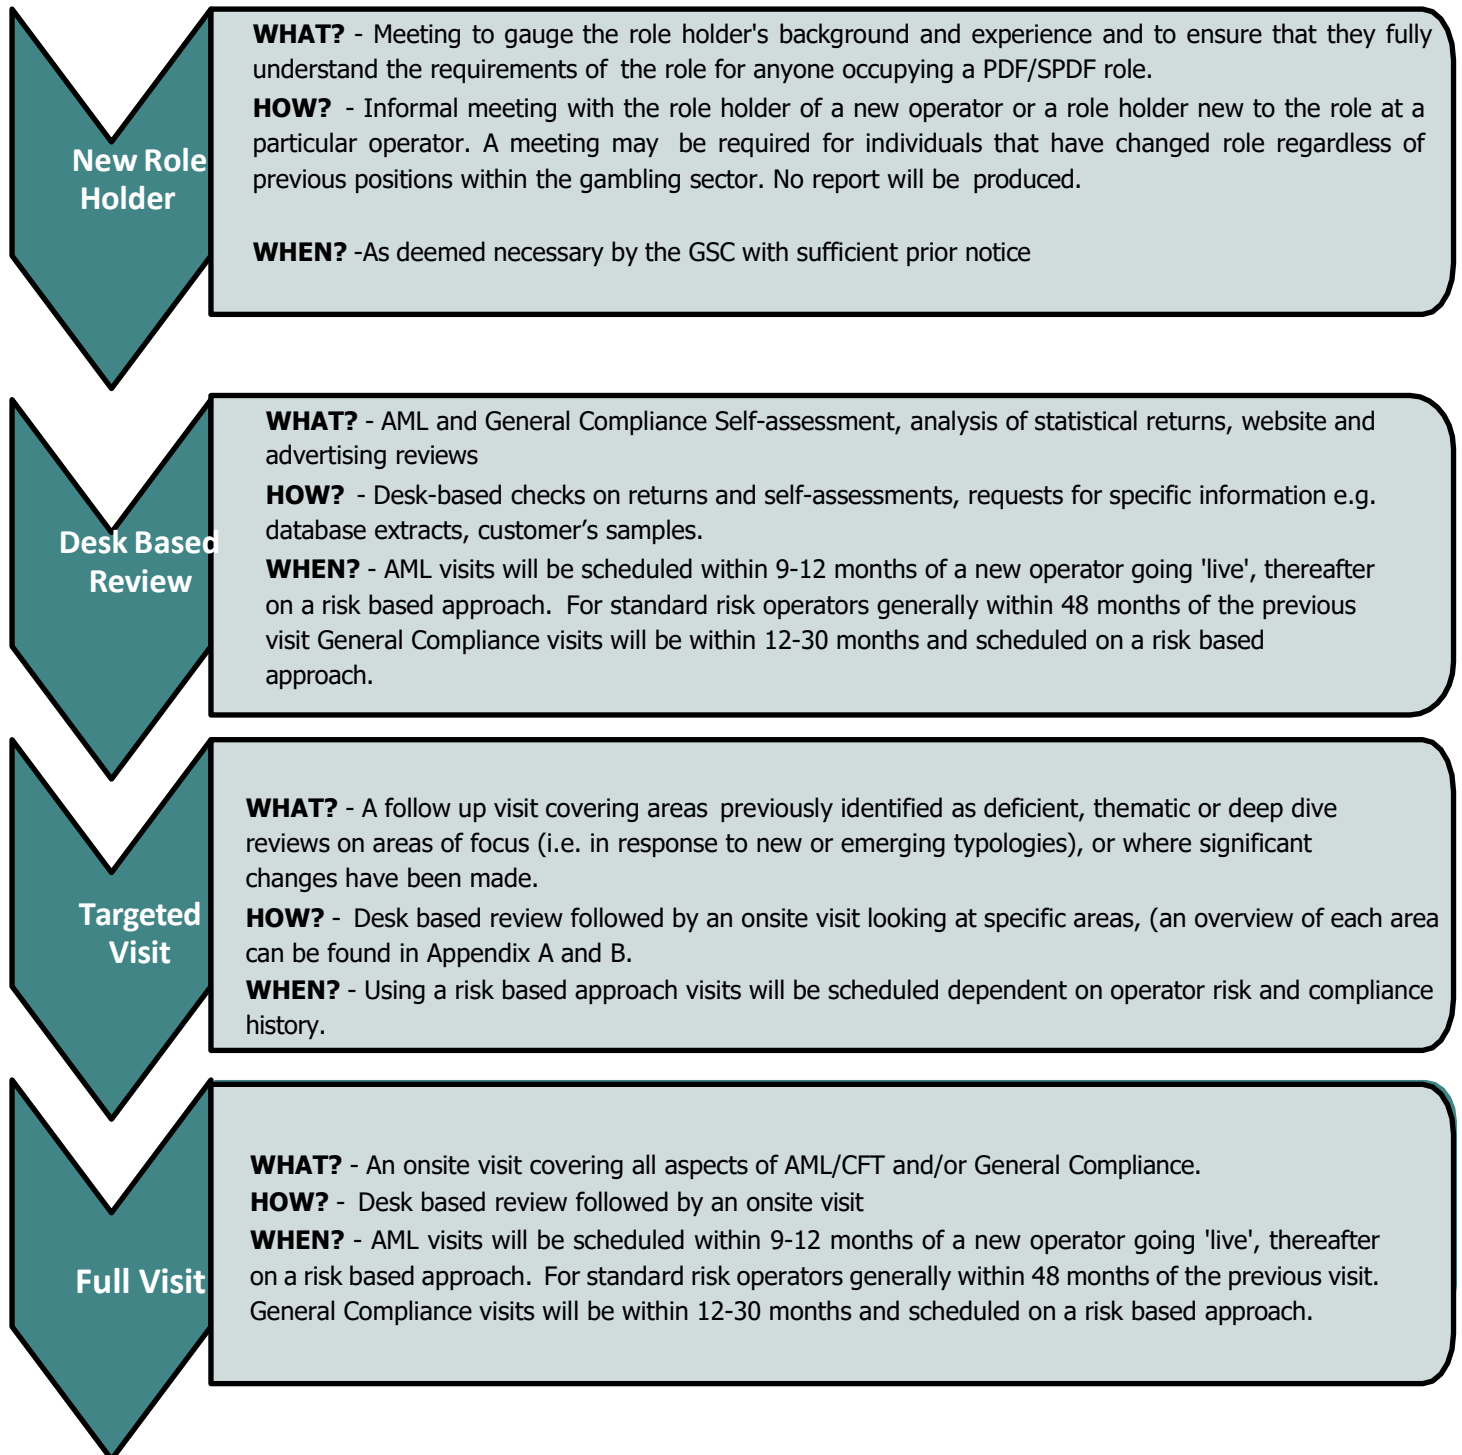 New Role
Holder
WHAT? - Meeting to gauge the role holder's background and experience and to ensure that they fully
understand the requirements of the role for anyone occupying a PDF/SPDF role.
HOW? - Informal meeting with the role holder of a new operator or a role holder new to the role at a
particular operator. A meeting may be required for individuals that have changed role regardless of
previous positions within the gambling sector. No report will be produced.
WHEN? -As deemed necessary by the GSC with sufficient prior notice
Desk Based
Review
WHAT? - AML and General Compliance Self-assessment, analysis of statistical returns, website and
advertising reviews
HOW? - Desk-based checks on returns and self-assessments, requests for specific information e.g.
database extracts, customer’s samples.
WHEN? - AML visits will be scheduled within 9-12 months of a new operator going 'live', thereafter
on a risk based approach. For standard risk operators generally within 48 months of the previous
visit General Compliance visits will be within 12-30 months and scheduled on a risk based
approach.
Targeted
Visit
WHAT? - A follow up visit covering areas previously identified as deficient, thematic or deep dive
reviews on areas of focus (i.e. in response to new or emerging typologies), or where significant
changes have been made.
HOW? - Desk based review followed by an onsite visit looking at specific areas, (an overview of each area
can be found in Appendix A and B.
WHEN? - Using a risk based approach visits will be scheduled dependent on operator risk and compliance
history.
Full Visit
WHAT? - An onsite visit covering all aspects of AML/CFT and/or General Compliance.
HOW? - Desk based review followed by an onsite visit
WHEN? - AML visits will be scheduled within 9-12 months of a new operator going 'live', thereafter
on a risk based approach. For standard risk operators generally within 48 months of the previous visit.
General Compliance visits will be within 12-30 months and scheduled on a risk based approach.